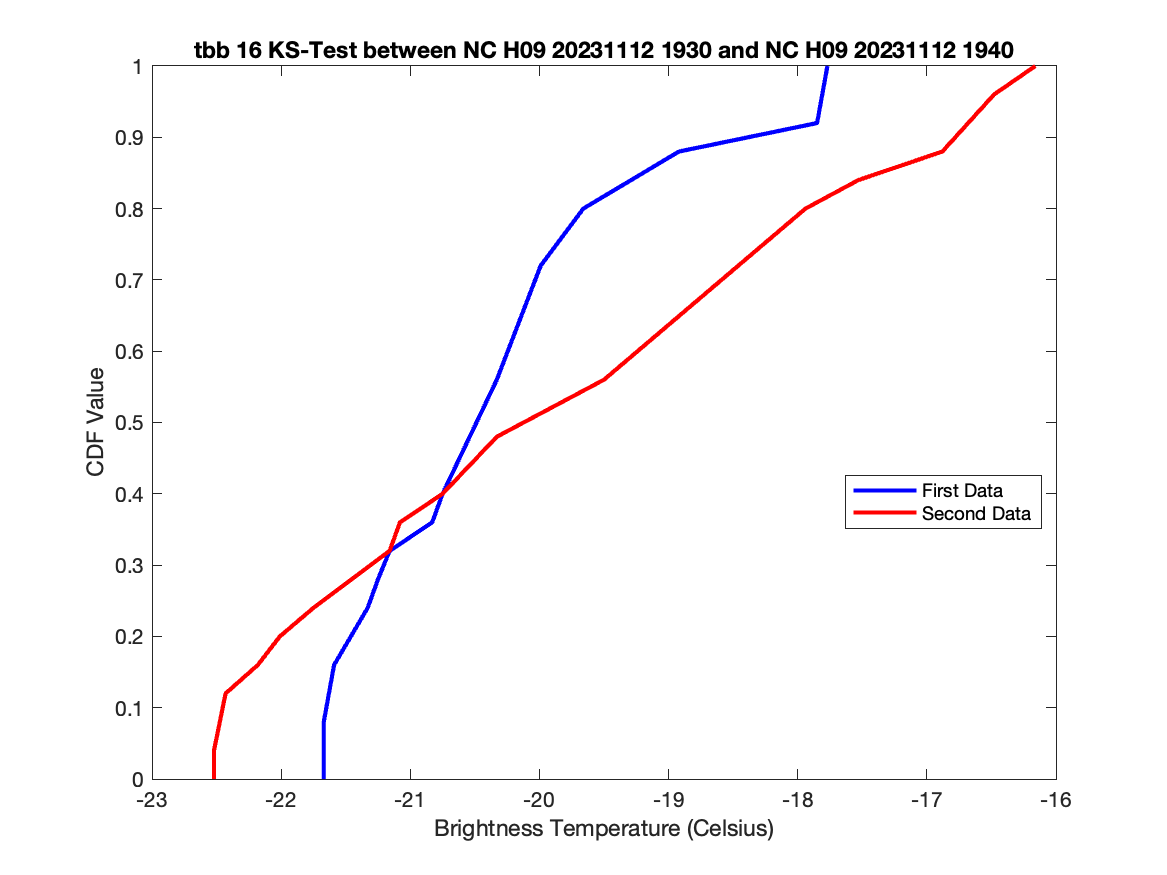 tbb 16 KS-Test between NC H09 20231112 1930 and NC H09 20231112 1940
1
0.9
0.8
0.7
0.6
0.5
0.4
0.3
0.2
0.1
0
CDF Value
First Data
Second Data
-23 -22 -21 -20 -19 -18 -17 -16
Brightness Temperature (Celsius)